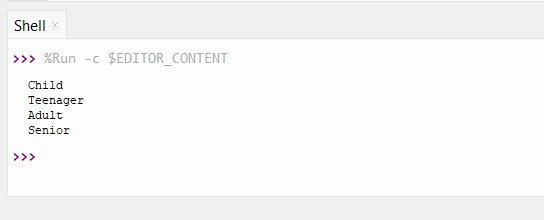 Shell ×
>>> %Run -c $EDITOR_CONTENT
Child
Teenager
Adult
Senior
>>>